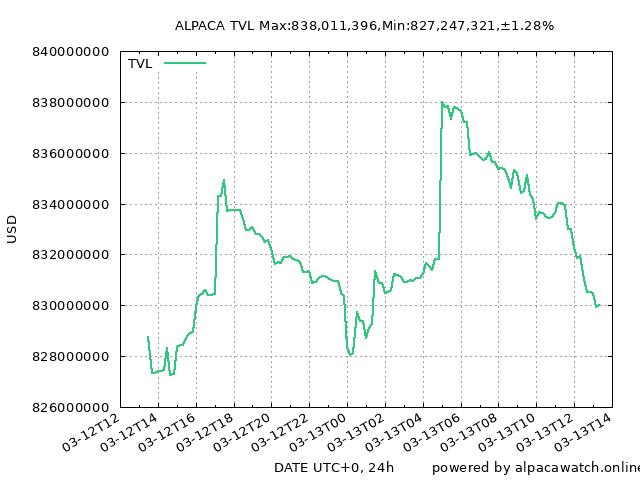 ALPACA TVL Max:838,011,396,Min:827,247,321,±1.28%
TVL
840000000
838000000
836000000
834000000
832000000
830000000
828000000
826000000
USD
03-12T12
03-12T14
03-12T16
03-12T18
03-12T20
03-12T22
03-13T00
03-13T02
03-13T04
03-13T06
03-13T08
03-13T10
03-13T12
03-13T14
DATE UTC+0, 24h
powered by alpacawatch.online